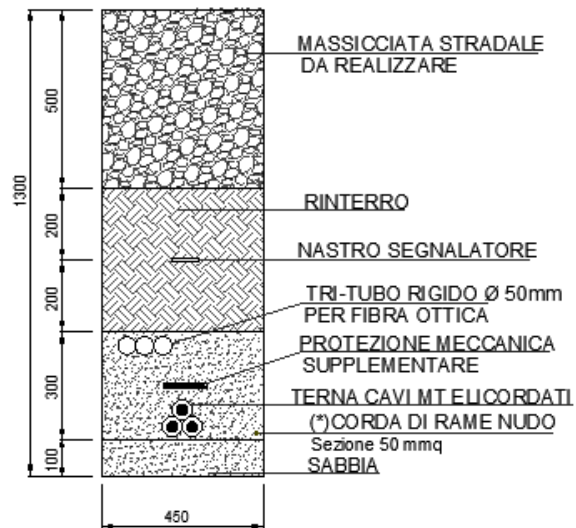 MASSICCIATA STRADALE
DA REALIZZARE
500
1300
RINTERRO
200
NASTRO SEGNALATORE
200
TRI-TUBO RIGIDO Ø 50mm
PER FIBRA OTTICA
PROTEZIONE MECCANICA
SUPPLEMENTARE
300
TERNA CAVI MT ELICORDATI
(*)CORDA DI RAME NUDO
Sezione 50 mmq
SABBIA
100
450